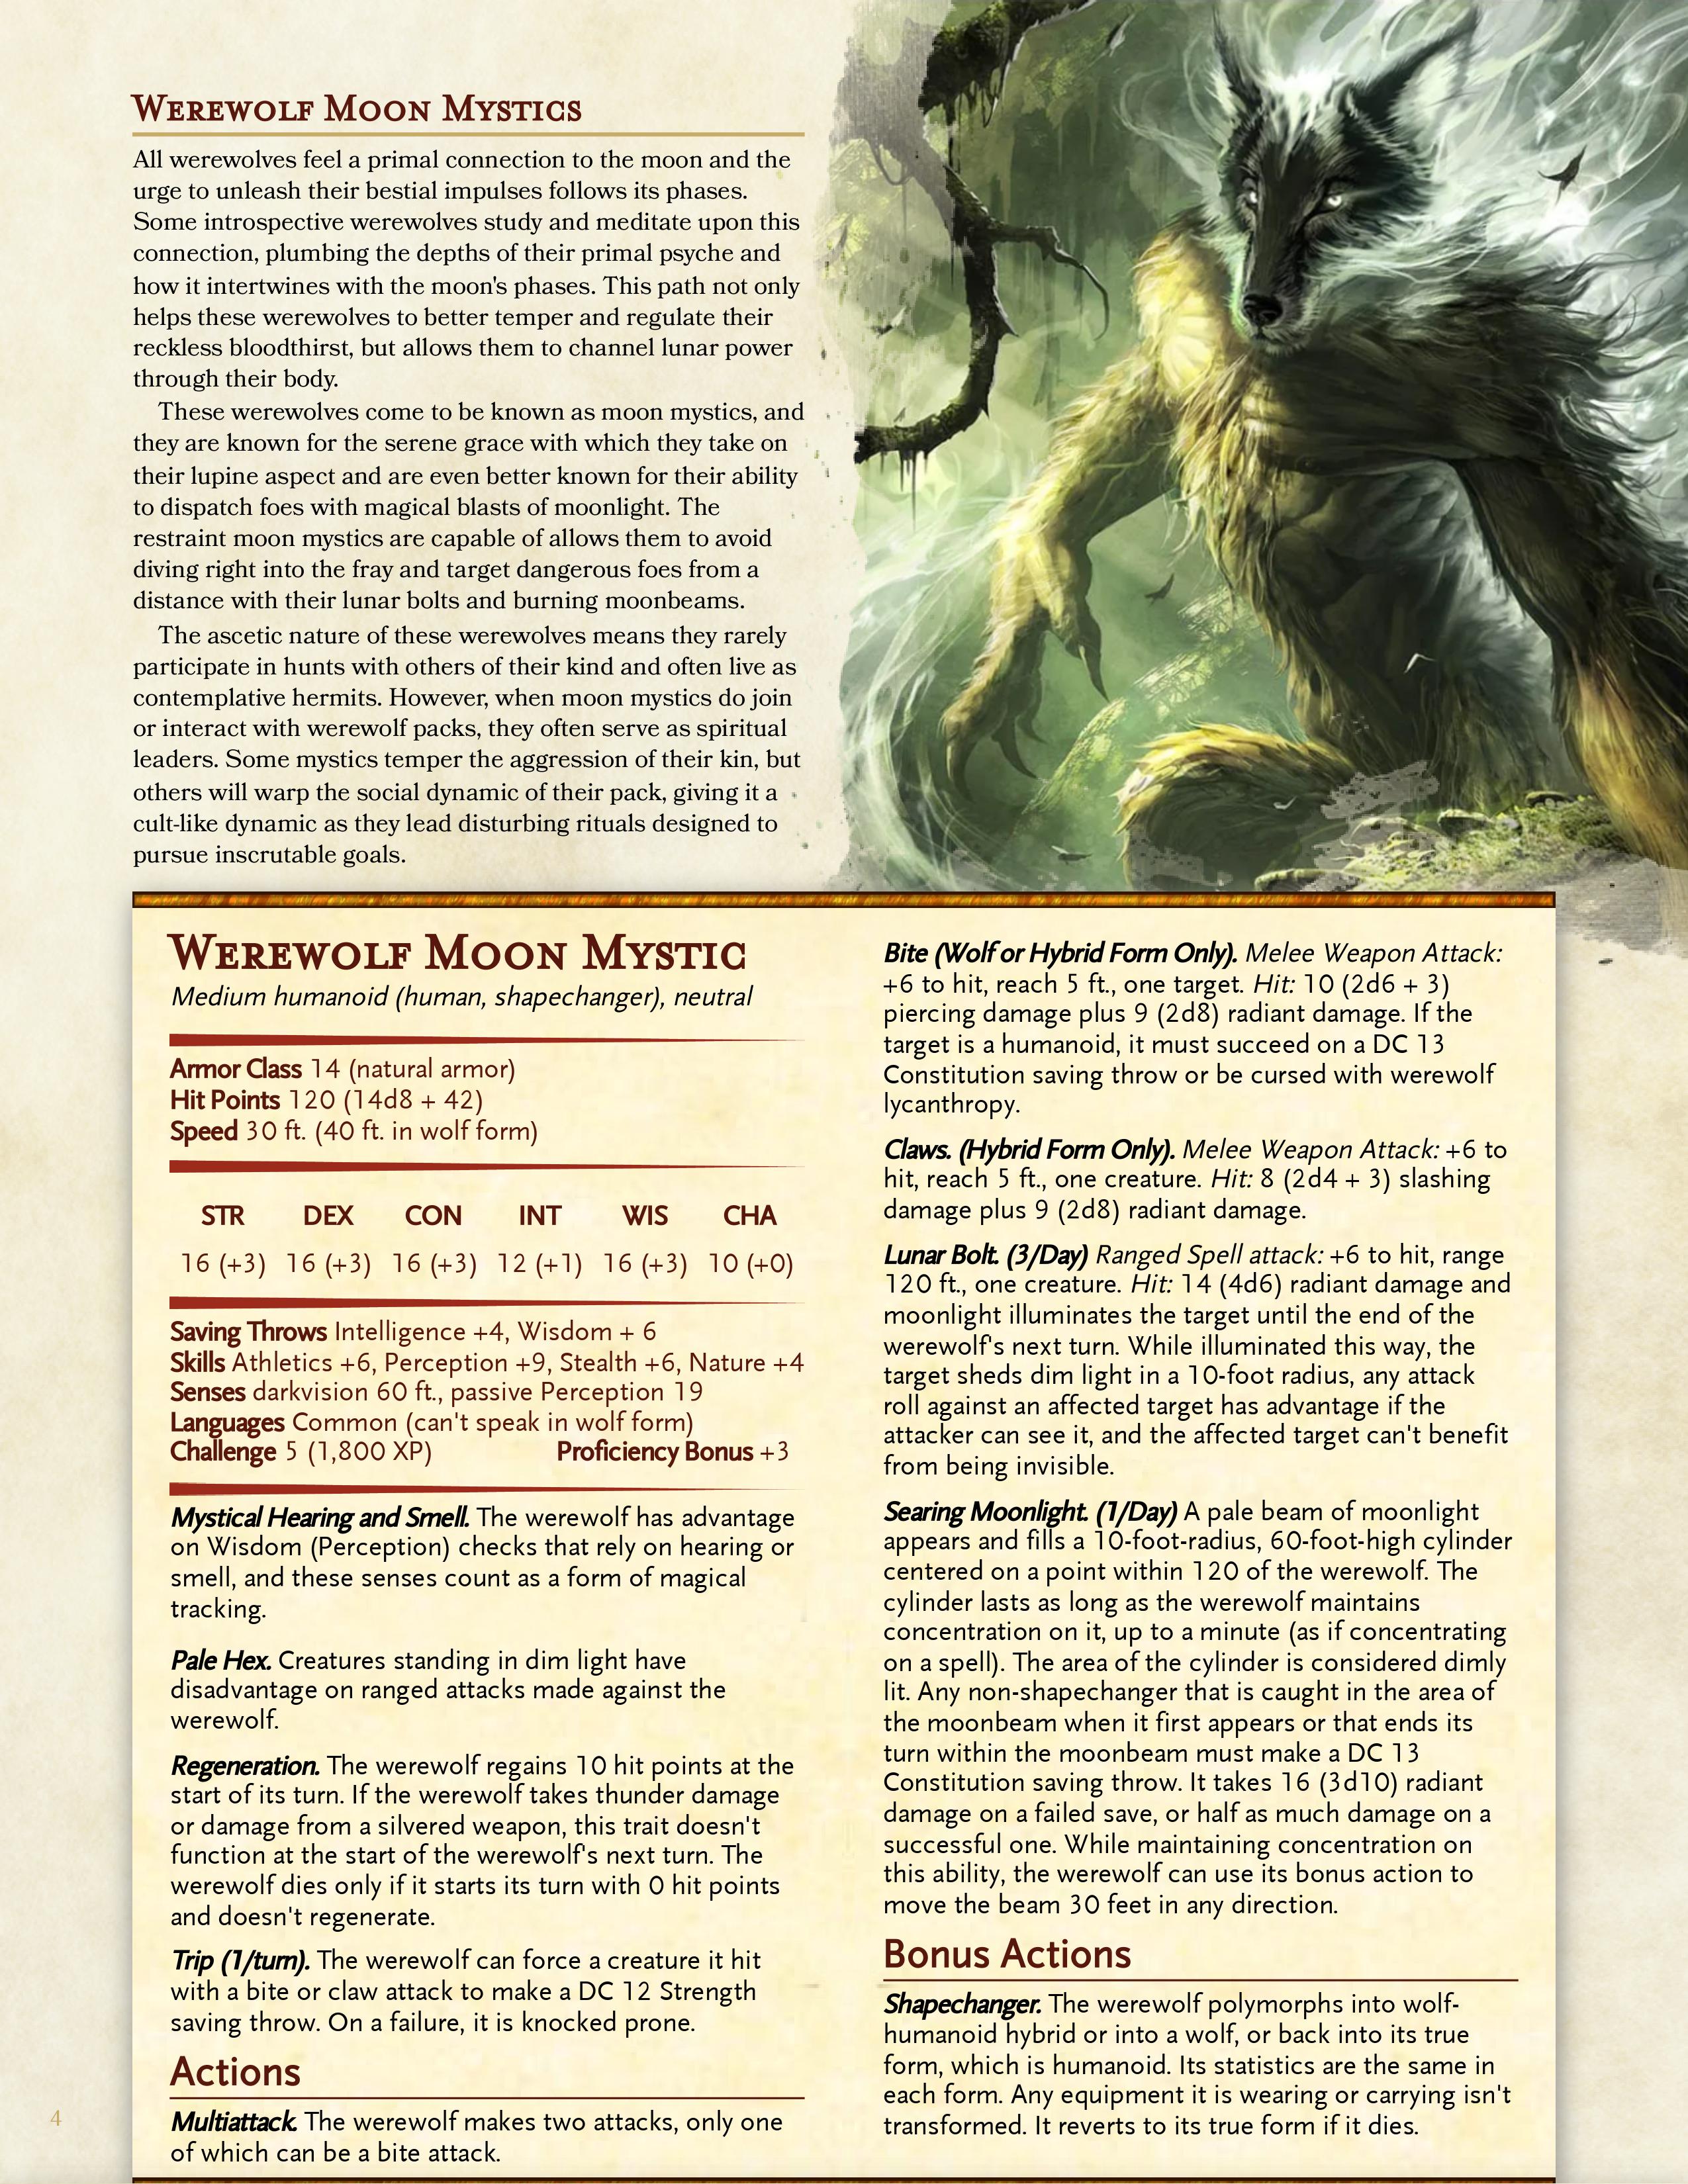 Werewolf Moon Mystics
All werewolves feel a primal connection to the moon and the
urge to unleash their bestial impulses follows its phases.
Some introspective werewolves study and meditate upon this
connection, plumbing the depths of their primal psyche and
how it intertwines with the moon's phases. This path not only
helps these werewolves to better temper and regulate their
reckless bloodthirst, but allows them to channel lunar power
through their body.
These werewolves come to be known as moon mystics, and
they are known for the serene grace with which they take on
their lupine aspect and are even better known for their ability
to dispatch foes with magical blasts of moonlight. The
restraint moon mystics are capable of allows them to avoid
diving right into the fray and target dangerous foes from a
distance with their lunar bolts and burning moonbeams.
The ascetic nature of these werewolves means they rarely
participate in hunts with others of their kind and often live as
contemplative hermits. However, when moon mystics do join
or interact with werewolf packs, they often serve as spiritual
leaders. Some mystics temper the aggression of their kin, but
others will warp the social dynamic of their pack, giving it a
cult-like dynamic as they lead disturbing rituals designed to
pursue inscrutable goals.
Werewolf Moon Mystic
Medium humanoid (human, shapechanger), neutral
Armor Class 14 (natural armor)
Hit Points 120 (14d8 + 42)
Speed 30 ft. (40 ft. in wolf form)
STR DEX CON INT WIS CHA
16 (+3) 16 (+3) 16 (+3) 12 (+1) 16 (+3) 10 (+0)
Saving Throws Intelligence +4, Wisdom + 6
Skills Athletics +6, Perception +9, Stealth +6, Nature +4
Senses darkvision 60 ft., passive Perception 19
Languages Common (can't speak in wolf form)
Challenge 5 (1,800 XP) Proficiency Bonus +3
Mystical Hearing and Smell. The werewolf has advantage
on Wisdom (Perception) checks that rely on hearing or
smell, and these senses count as a form of magical
tracking.
Pale Hex. Creatures standing in dim light have
disadvantage on ranged attacks made against the
werewolf.
Regeneration. The werewolf regains 10 hit points at the
start of its turn. If the werewolf takes thunder damage
or damage from a silvered weapon, this trait doesn't
function at the start of the werewolf's next turn. The
werewolf dies only if it starts its turn with 0 hit points
and doesn't regenerate.
Trip (1/turn). The werewolf can force a creature it hit
with a bite or claw attack to make a DC 12 Strength
saving throw. On a failure, it is knocked prone.
Actions
Multiattack. The werewolf makes two attacks, only one
of which can be a bite attack.
Bite (Wolf or Hybrid Form Only). Melee Weapon Attack:
+6 to hit, reach 5 ft., one target. Hit: 10 (2d6 + 3)
piercing damage plus 9 (2d8) radiant damage. If the
target is a humanoid, it must succeed on a DC 13
Constitution saving throw or be cursed with werewolf
lycanthropy.
Claws. (Hybrid Form Only). Melee Weapon Attack: +6 to
hit, reach 5 ft., one creature. Hit: 8 (2d4 + 3) slashing
damage plus 9 (2d8) radiant damage.
Lunar Bolt. (3/Day) Ranged Spell attack: +6 to hit, range
120 ft., one creature. Hit: 14 (4d6) radiant damage and
moonlight illuminates the target until the end of the
werewolf's next turn. While illuminated this way, the
target sheds dim light in a 10-foot radius, any attack
roll against an affected target has advantage if the
attacker can see it, and the affected target can't benefit
from being invisible.
Searing Moonlight. (1/Day) A pale beam of moonlight
appears and fills a 10-foot-radius, 60-foot-high cylinder
centered on a point within 120 of the werewolf. The
cylinder lasts as long as the werewolf maintains
concentration on it, up to a minute (as if concentrating
on a spell). The area of the cylinder is considered dimly
lit. Any non-shapechanger that is caught in the area of
the moonbeam when it first appears or that ends its
turn within the moonbeam must make a DC 13
Constitution saving throw. It takes 16 (3d10) radiant
damage on a failed save, or half as much damage on a
successful one. While maintaining concentration on
this ability, the werewolf can use its bonus action to
move the beam 30 feet in any direction.
Bonus Actions
Shapechanger. The werewolf polymorphs into wolf-
humanoid hybrid or into a wolf, or back into its true
form, which is humanoid. Its statistics are the same in
each form. Any equipment it is wearing or carrying isn't
transformed. It reverts to its true form if it dies.
4